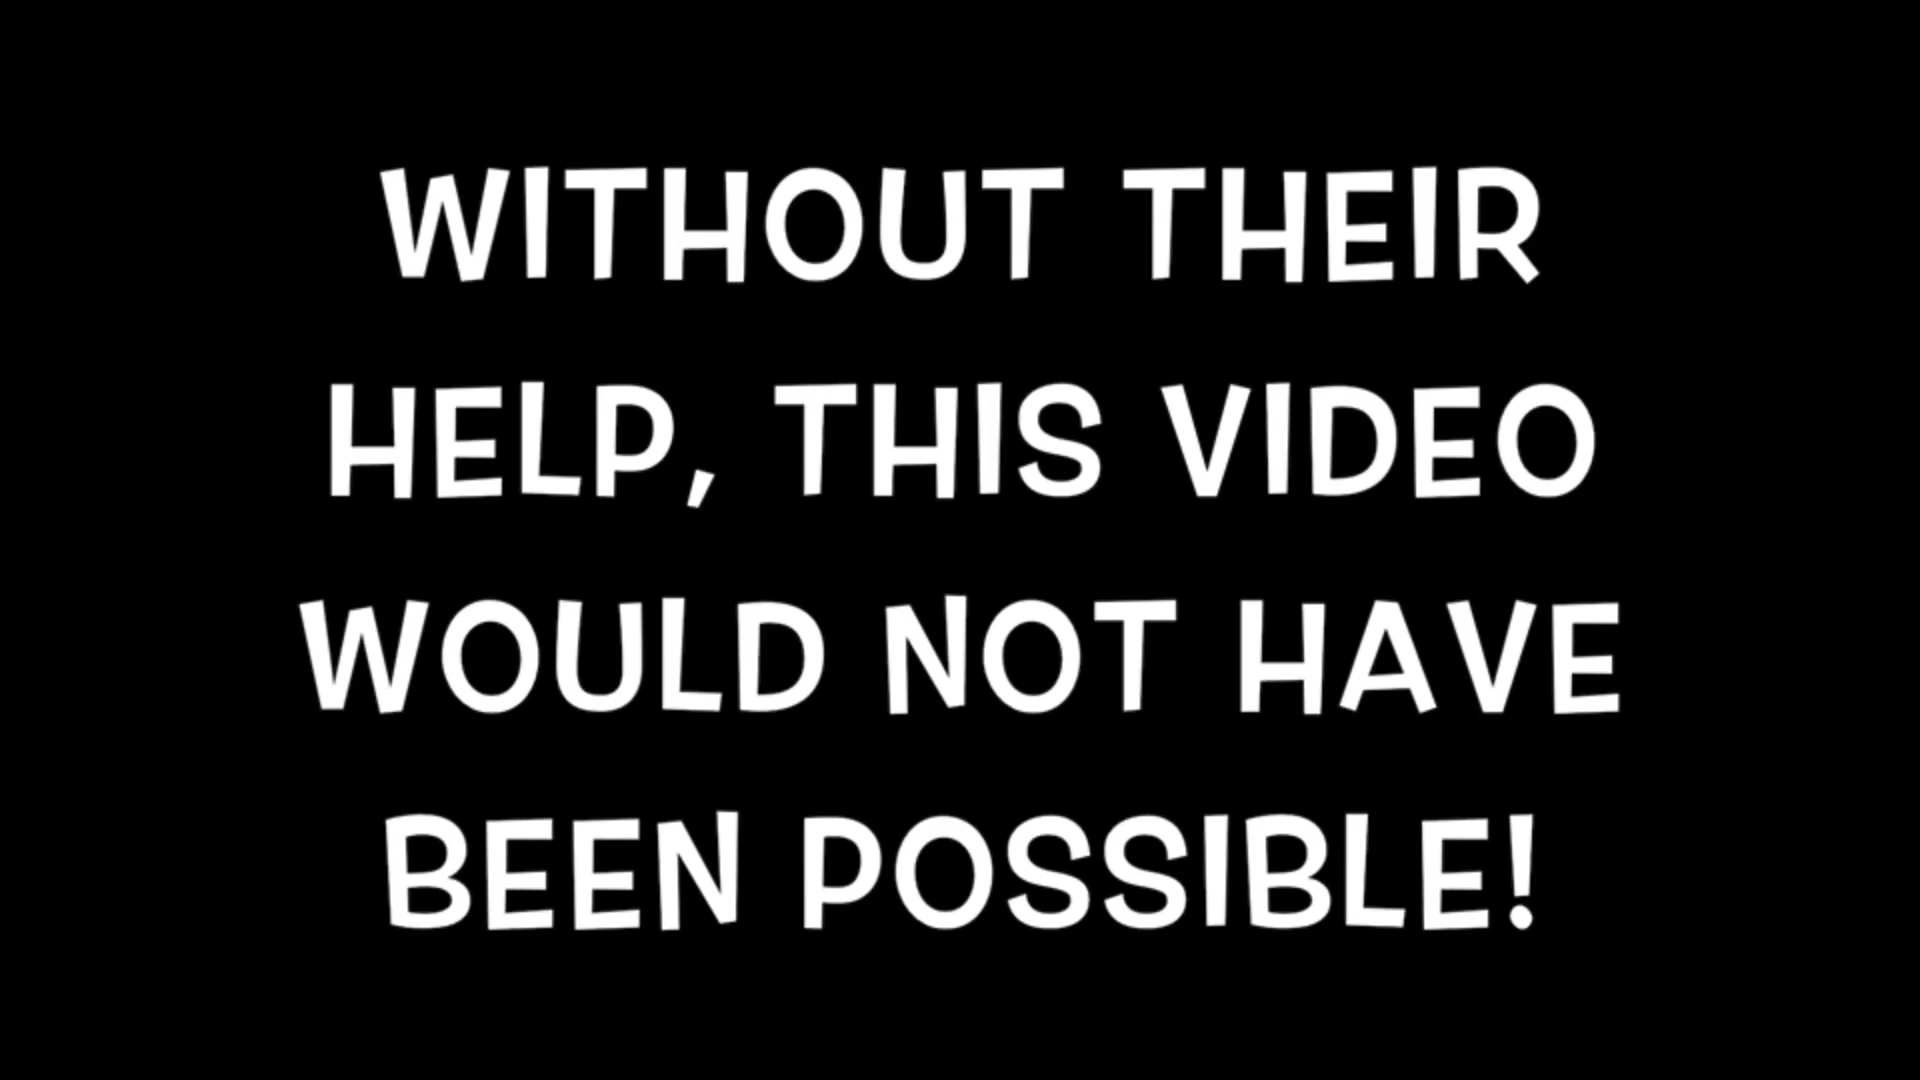 WITHOUT THEIR
HELP, THIS VIDEO
WOULD NOT HAVE
BEEN POSSIBLE!